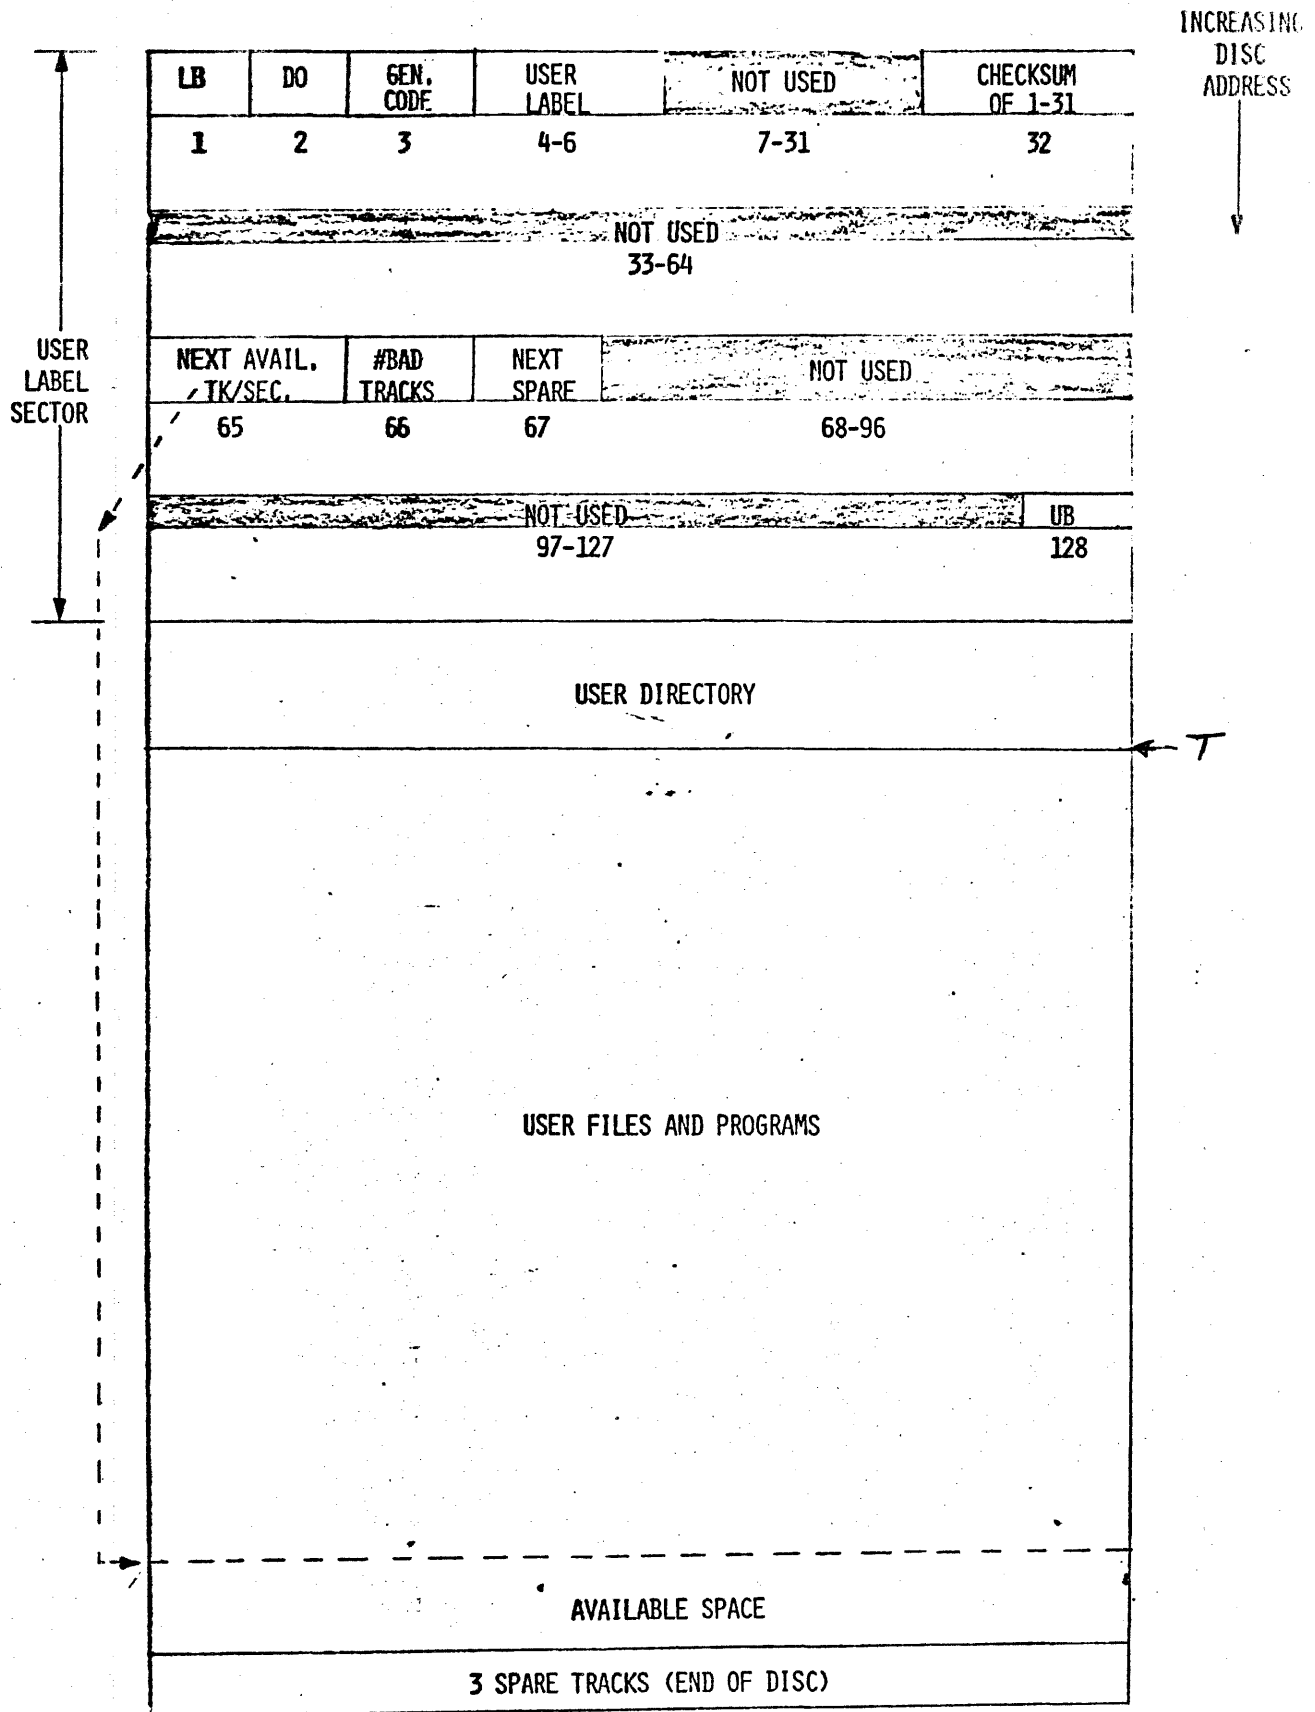 INCREASING
DISC
ADDRESS
LB DO GEN. CODE USER LABEL NOT USED CHECKSUM OF 1-31
1 2 3 4-6 7-31 32
NOT USED
33-64
USER
LABEL
SECTOR
NEXT AVAIL. TK/SEC. #BAD TRACKS NEXT SPARE NOT USED
65 66 67 68-96
NOT USED UB
97-127 128
USER DIRECTORY
T
USER FILES AND PROGRAMS
AVAILABLE SPACE
3 SPARE TRACKS (END OF DISC)